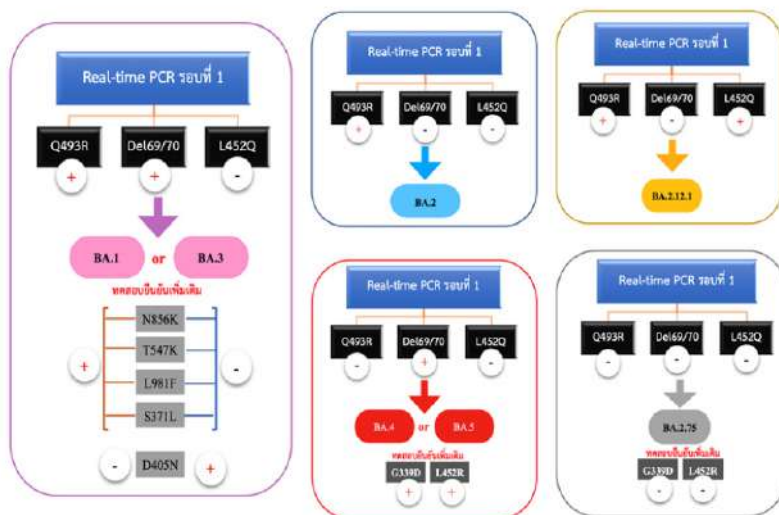 Real-time PCR รอบที่ 1
Q493R Del69/70 L452Q
+ + -
BA.1 or BA.3
ทดสอบยืนยันเพิ่มเติม
N856K
T547K
+ -
L981F
S371L
- D405N +
Real-time PCR รอบที่ 1
Q493R Del69/70 L452Q
+ - -
BA.2
Real-time PCR รอบที่ 1
Q493R Del69/70 L452Q
+ - +
BA.2.12.1
Real-time PCR รอบที่ 1
Q493R Del69/70 L452Q
- + -
BA.4 or BA.5
ทดสอบยืนยันเพิ่มเติม
G339D L452R
+ +
Real-time PCR รอบที่ 1
Q493R Del69/70 L452Q
- - -
BA.2.75
ทดสอบยืนยันเพิ่มเติม
G339D L452R
- -